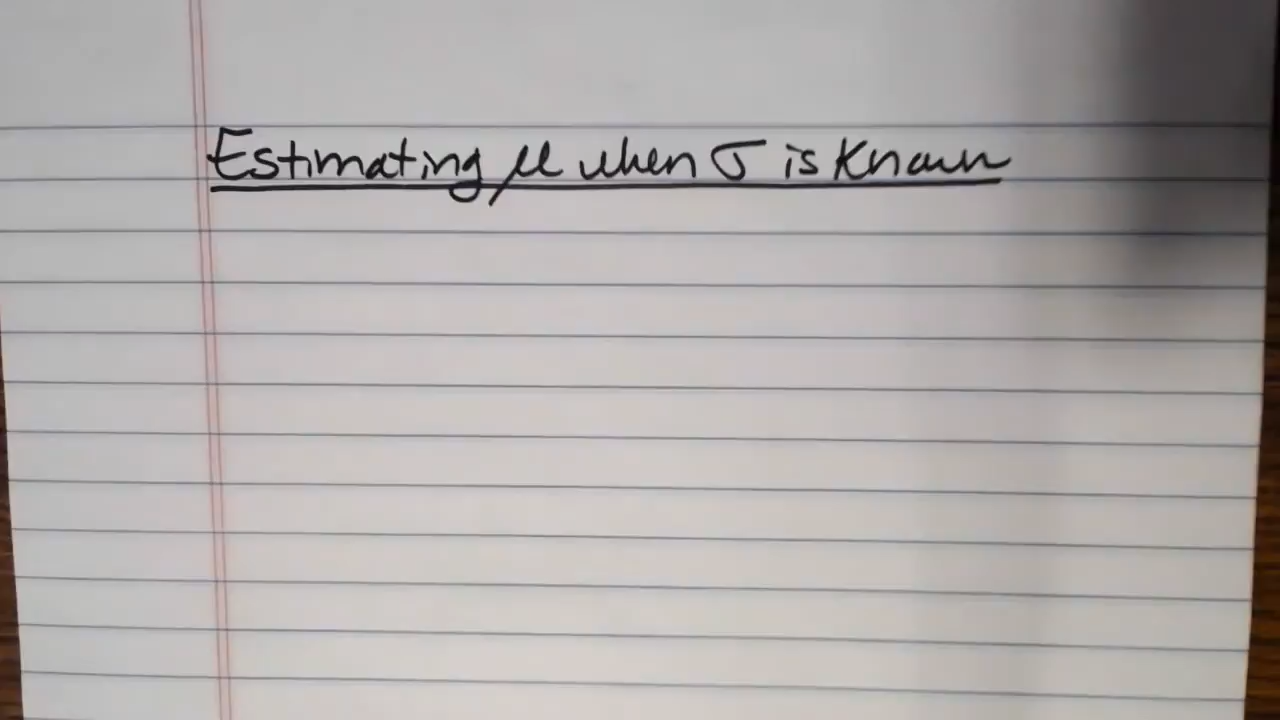 Estimating μ when σ is Known